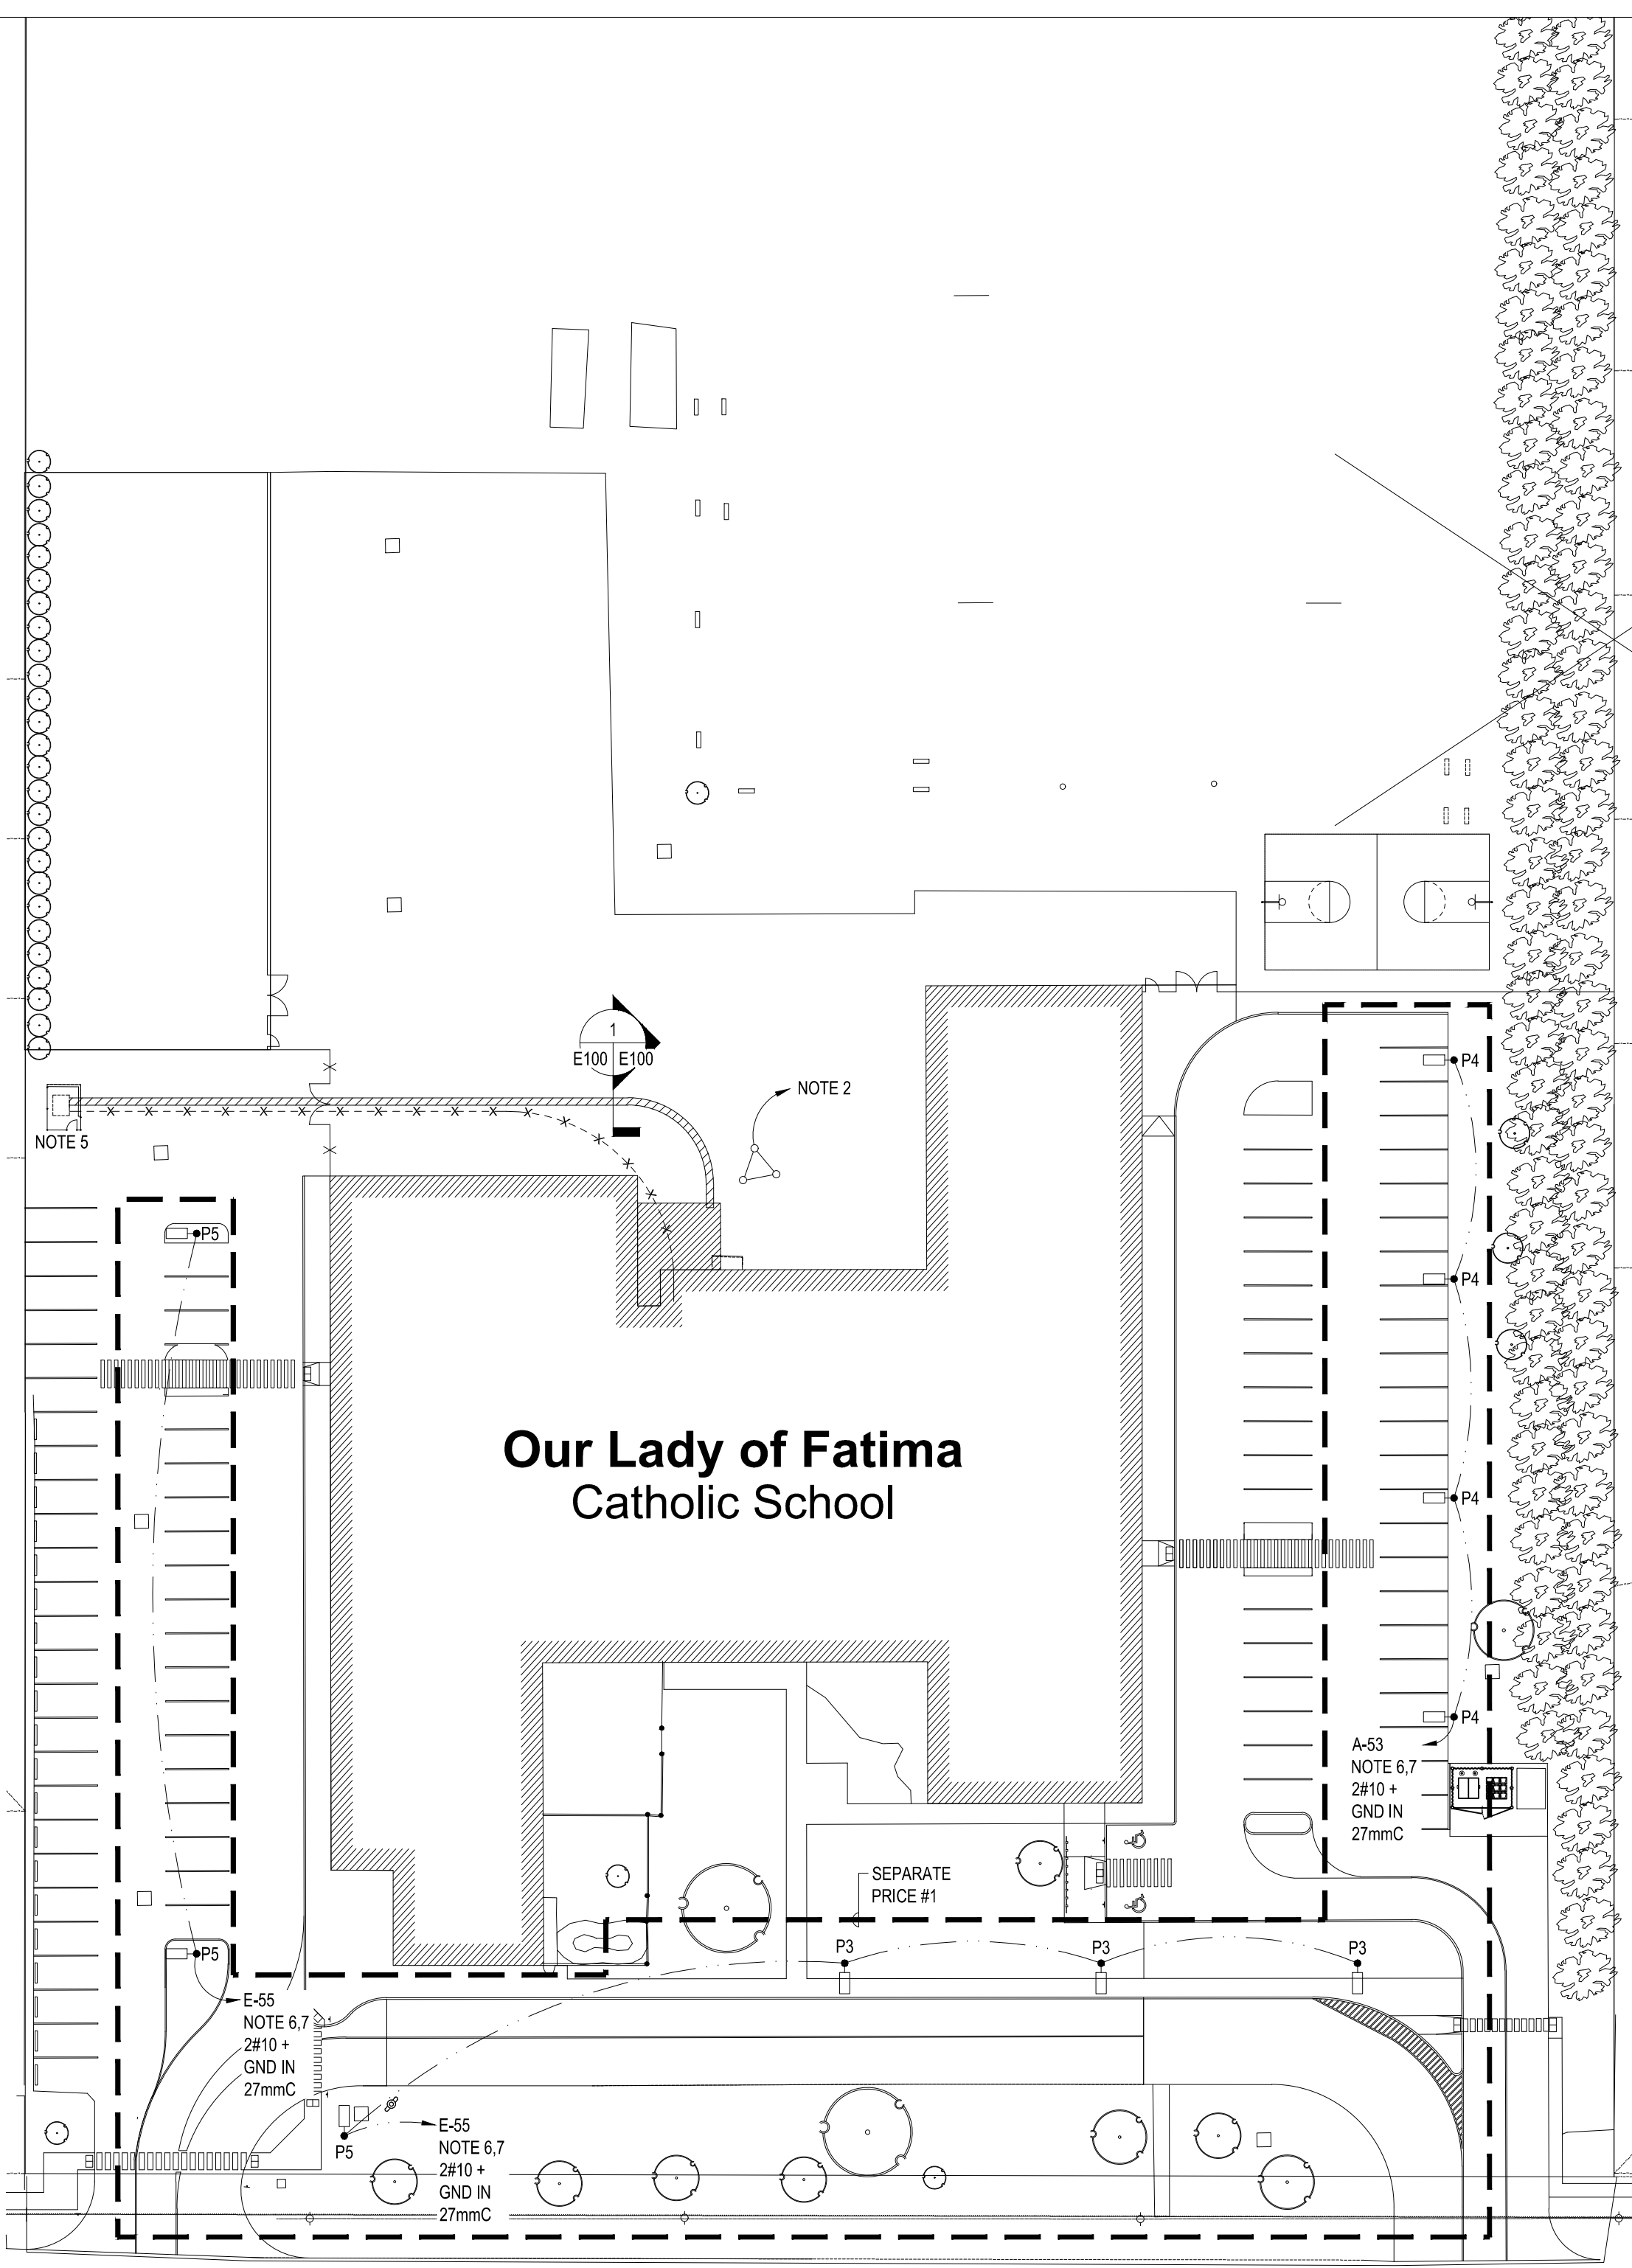 1
E100 E100
NOTE 2
P4
NOTE 5
P5
P4
Our Lady of Fatima
Catholic School
P4
P4
A-53
NOTE 6,7
2#10 +
GND IN
27mmC
SEPARATE
PRICE #1
P3
P3
P3
P5
E-55
NOTE 6,7
2#10 +
GND IN
27mmC
P5
E-55
NOTE 6,7
2#10 +
GND IN
27mmC